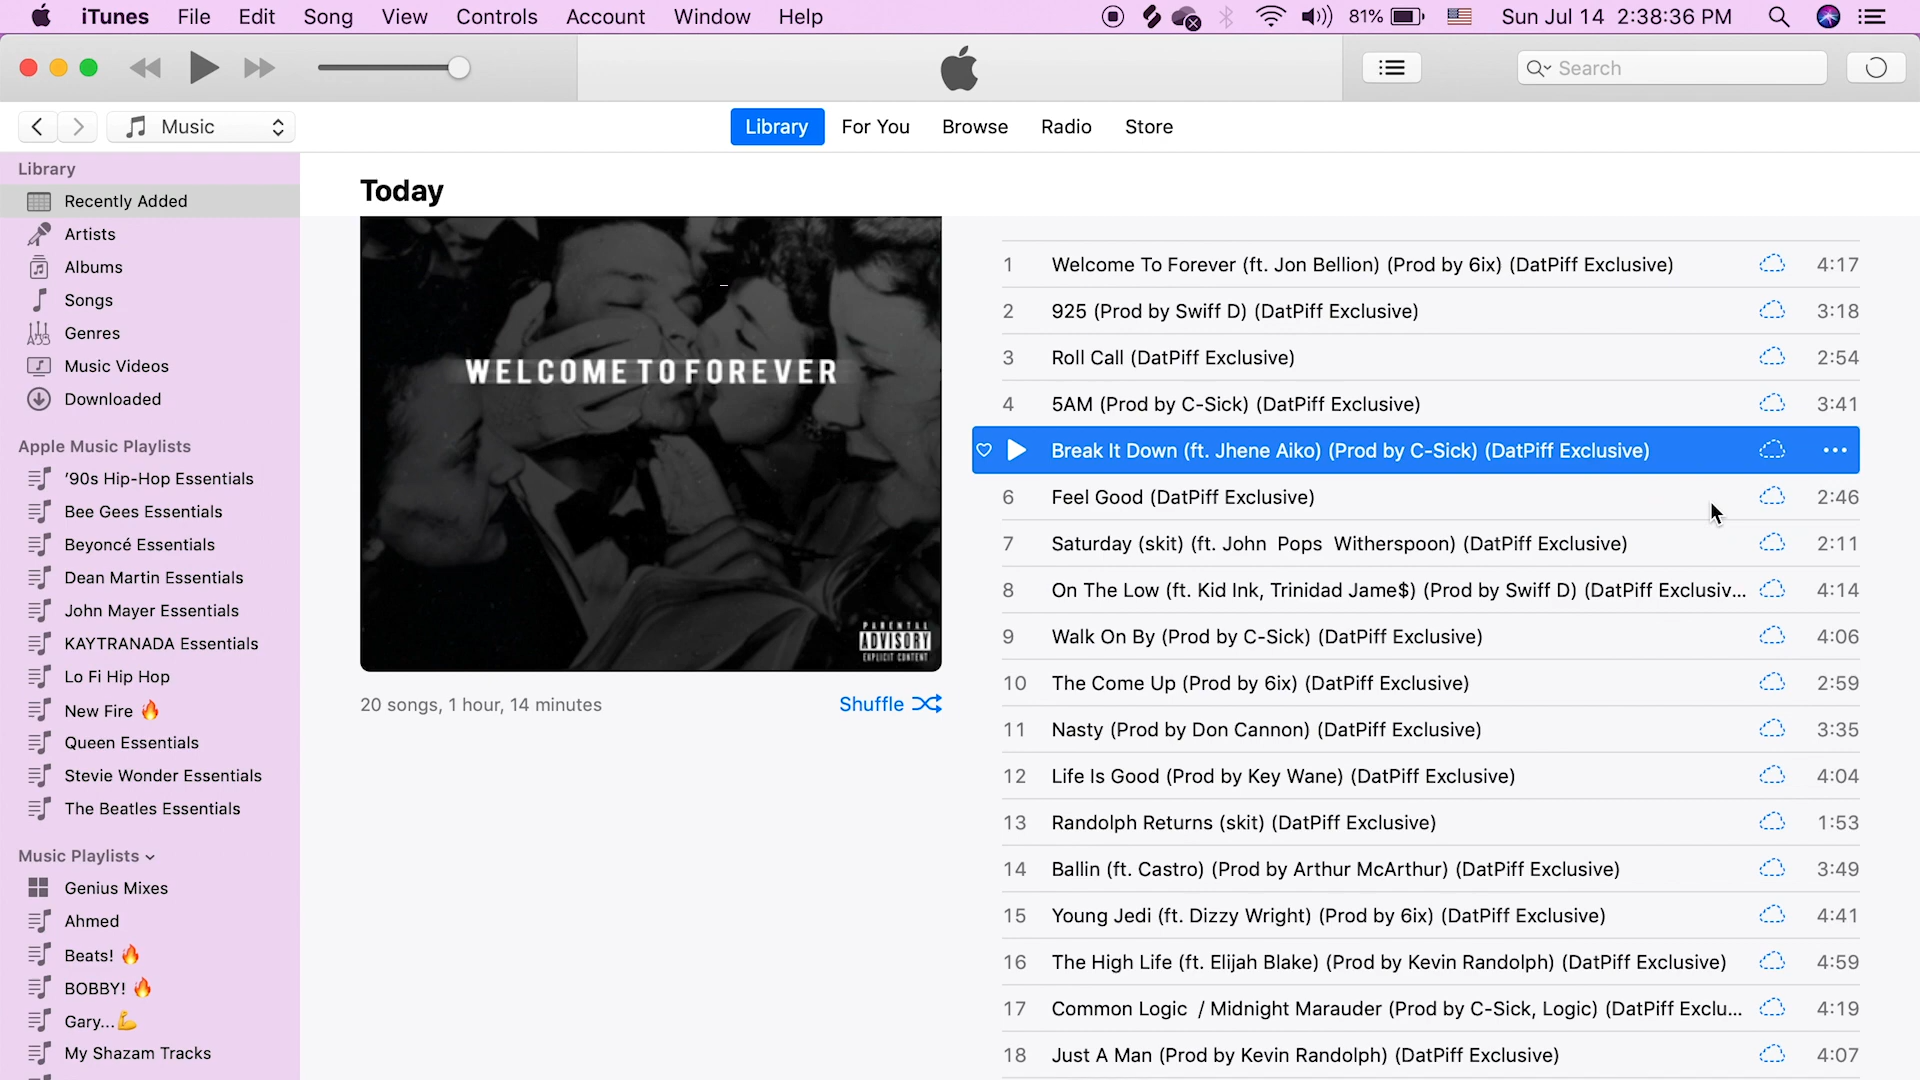 iTunes File Edit Song View Controls Account Window Help 81% Sun Jul 14 2:38:36 PM
Search
Music Library For You Browse Radio Store
Library
Recently Added
Artists
Albums
Songs
Genres
Music Videos
Downloaded
Apple Music Playlists
'90s Hip-Hop Essentials
Bee Gees Essentials
Beyoncé Essentials
Dean Martin Essentials
John Mayer Essentials
KAYTRANADA Essentials
Lo Fi Hip Hop
New Fire 🔥
Queen Essentials
Stevie Wonder Essentials
The Beatles Essentials
Music Playlists
Genius Mixes
Ahmed
Beats! 🔥
BOBBY! 🔥
Gary...💪
My Shazam Tracks
Today
WELCOME TO FOREVER
PARENTAL
ADVISORY
EXPLICIT CONTENT
20 songs, 1 hour, 14 minutes Shuffle
1 Welcome To Forever (ft. Jon Bellion) (Prod by 6ix) (DatPiff Exclusive) 4:17
2 925 (Prod by Swiff D) (DatPiff Exclusive) 3:18
3 Roll Call (DatPiff Exclusive) 2:54
4 5AM (Prod by C-Sick) (DatPiff Exclusive) 3:41
Break It Down (ft. Jhene Aiko) (Prod by C-Sick) (DatPiff Exclusive)
6 Feel Good (DatPiff Exclusive) 2:46
7 Saturday (skit) (ft. John Pops Witherspoon) (DatPiff Exclusive) 2:11
8 On The Low (ft. Kid Ink, Trinidad Jame$) (Prod by Swiff D) (DatPiff Exclusiv... 4:14
9 Walk On By (Prod by C-Sick) (DatPiff Exclusive) 4:06
10 The Come Up (Prod by 6ix) (DatPiff Exclusive) 2:59
11 Nasty (Prod by Don Cannon) (DatPiff Exclusive) 3:35
12 Life Is Good (Prod by Key Wane) (DatPiff Exclusive) 4:04
13 Randolph Returns (skit) (DatPiff Exclusive) 1:53
14 Ballin (ft. Castro) (Prod by Arthur McArthur) (DatPiff Exclusive) 3:49
15 Young Jedi (ft. Dizzy Wright) (Prod by 6ix) (DatPiff Exclusive) 4:41
16 The High Life (ft. Elijah Blake) (Prod by Kevin Randolph) (DatPiff Exclusive) 4:59
17 Common Logic / Midnight Marauder (Prod by C-Sick, Logic) (DatPiff Exclu... 4:19
18 Just A Man (Prod by Kevin Randolph) (DatPiff Exclusive) 4:07